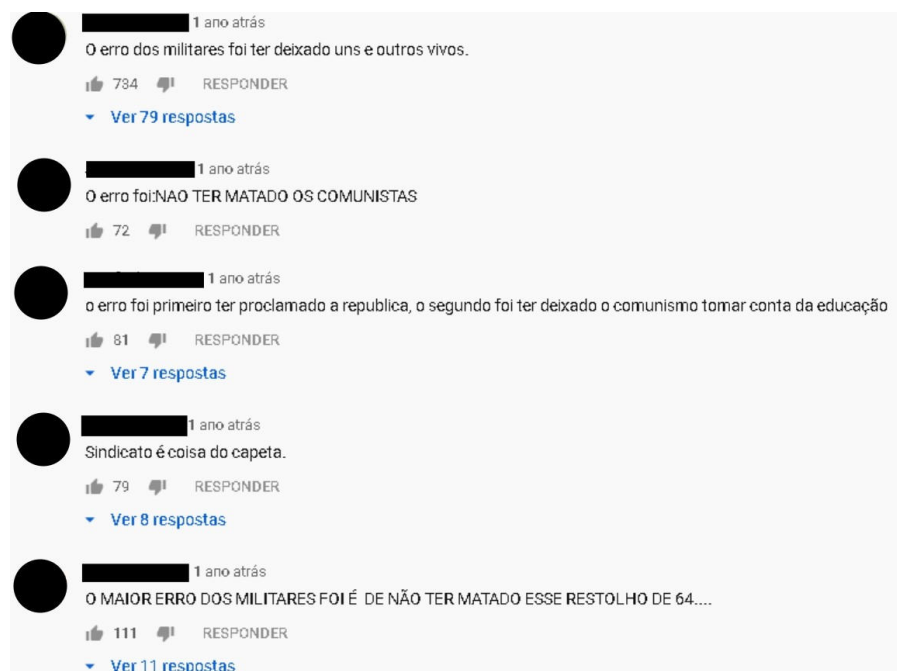 1 ano atrás
O erro dos militares foi ter deixado uns e outros vivos.
734 RESPONDER
Ver 79 respostas
1 ano atrás
O erro foi:NAO TER MATADO OS COMUNISTAS
72 RESPONDER
1 ano atrás
o erro foi primeiro ter proclamado a republica, o segundo foi ter deixado o comunismo tomar conta da educação
81 RESPONDER
Ver 7 respostas
1 ano atrás
Sindicato é coisa do capeta.
79 RESPONDER
Ver 8 respostas
1 ano atrás
O MAIOR ERRO DOS MILITARES FOI É DE NÃO TER MATADO ESSE RESTOLHO DE 64....
111 RESPONDER
Ver 11 respostas